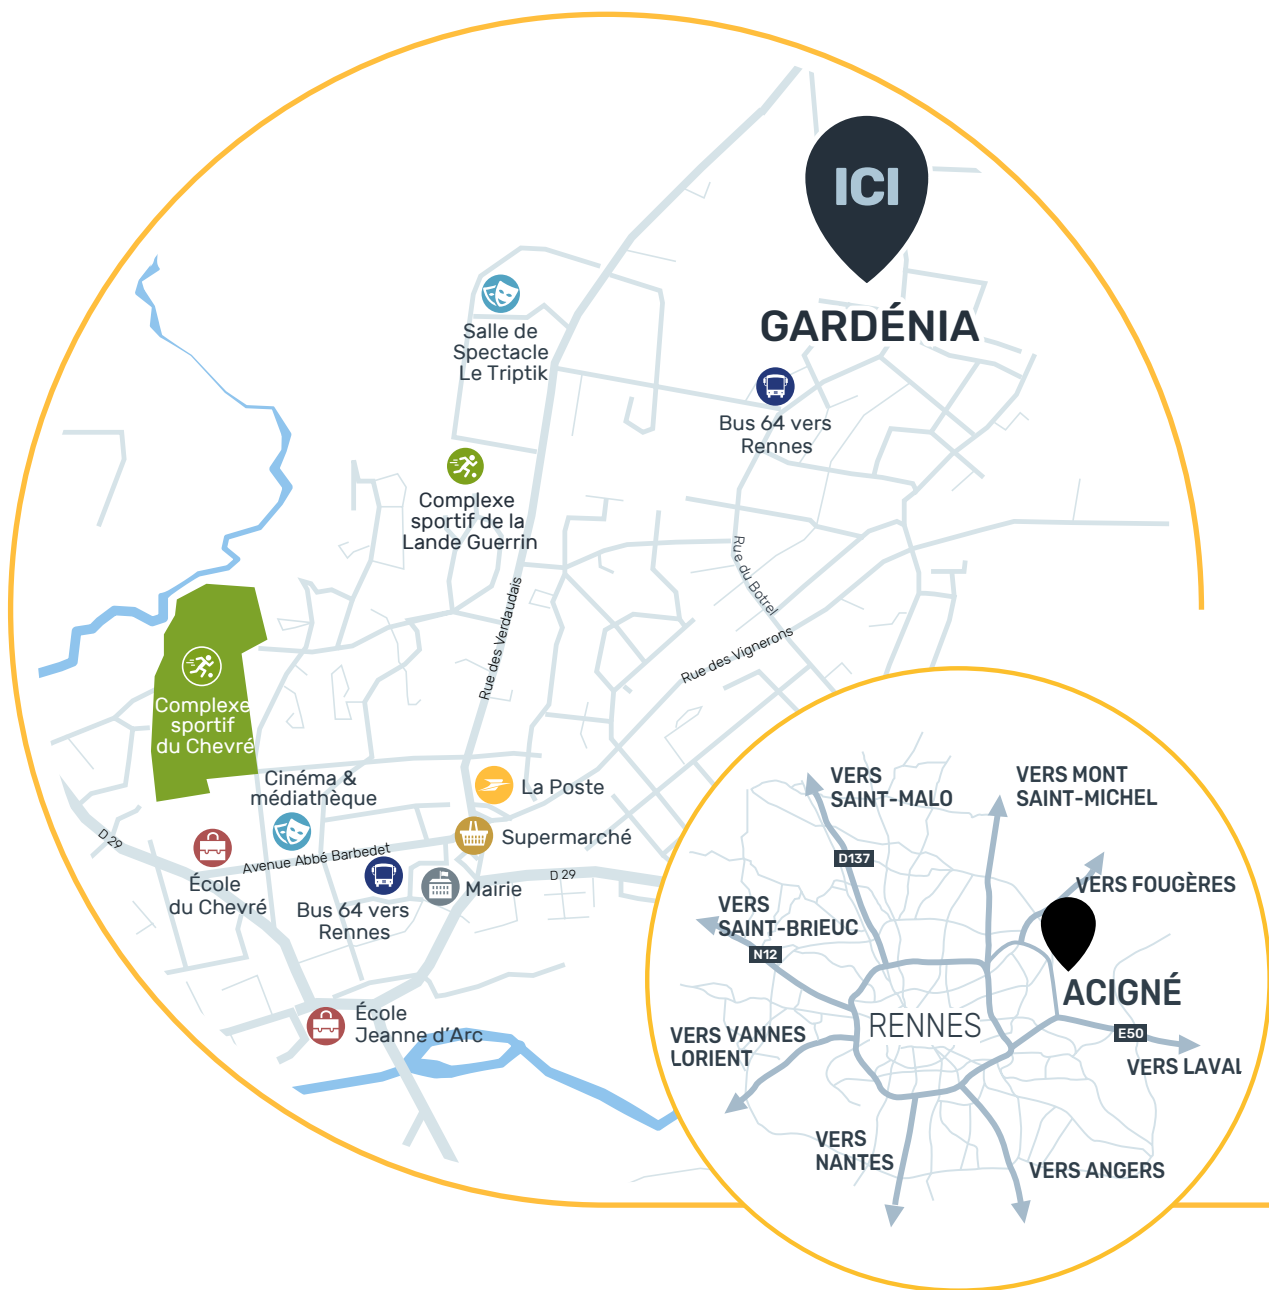 ICI
GARDÉNIA
Salle de
Spectacle
Le Triptik
Bus 64 vers
Rennes
Complexe
sportif de la
Lande Guerrin
Rue du Botrel
Rue des Verdaudais
Rue des Vignerons
Complexe
sportif
du Chevré
Cinéma &
médiathèque
La Poste
Supermarché
D 29
Avenue Abbé Barbedet
École
du Chevré
Bus 64 vers
Rennes
Mairie
D 29
École
Jeanne d'Arc
VERS
SAINT-MALO
VERS MONT
SAINT-MICHEL
D137
VERS FOUGÈRES
VERS
SAINT-BRIEUC
N12
ACIGNÉ
RENNES
E50
VERS VANNES
LORIENT
VERS LAVAL
VERS
NANTES
VERS ANGERS